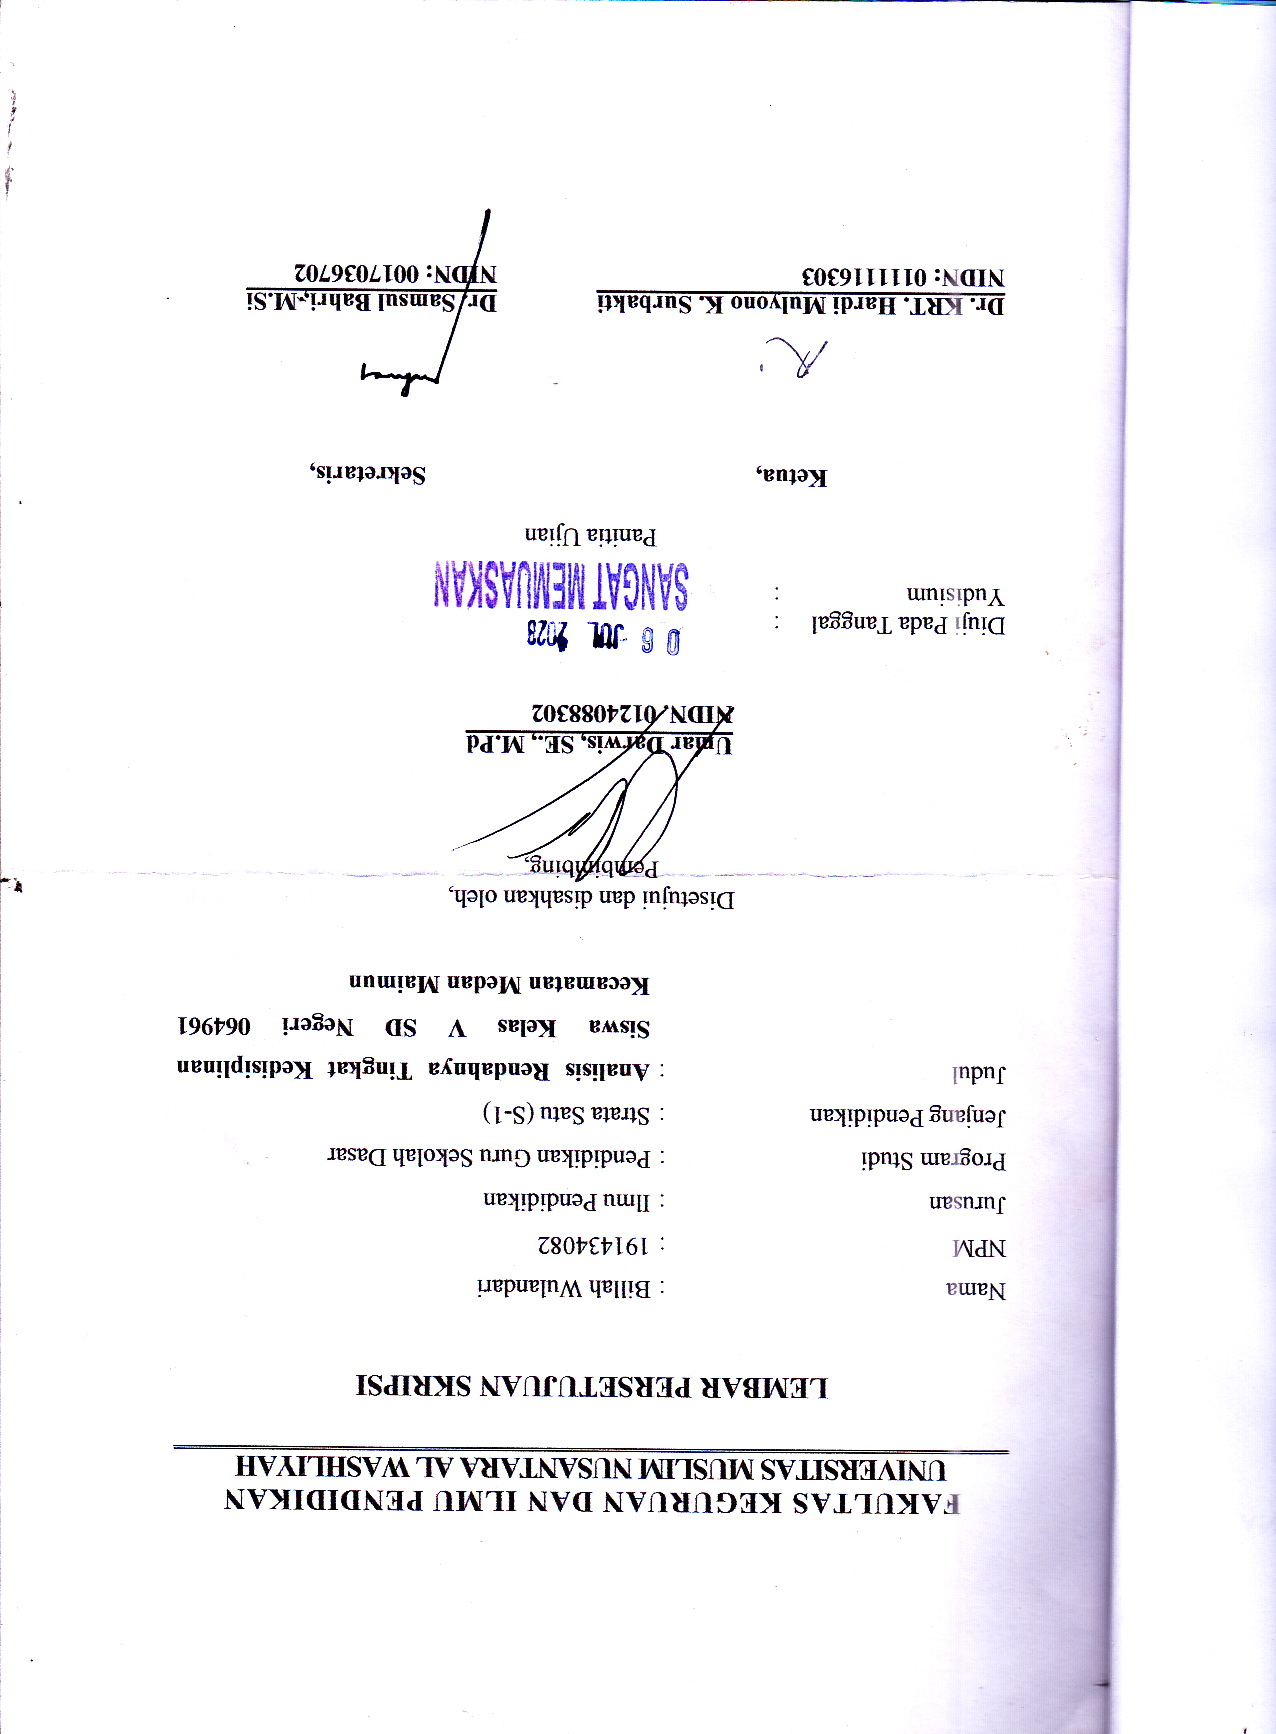 FAKULTAS KEGURUAN DAN ILMU PENDIDIKAN
UNIVERSITAS MUSLIM NUSANTARA AL WASHLIYAH
LEMBAR PERSETUJUAN SKRIPSI
Nama : Billah Wulandari
NPM : 191434082
Jurusan : Ilmu Pendidikan
Program Studi : Pendidikan Guru Sekolah Dasar
Jenjang Pendidikan : Strata Satu (S-1)
Judul : Analisis Rendahnya Tingkat Kedisiplinan
Siswa Kelas V SD Negeri 064961
Kecamatan Medan Maimun
Disetujui dan disahkan oleh,
Pembimbing,
Umar Darwis, SE., M.Pd
NIDN. 0124088302
Diuji Pada Tanggal : 06 JUL 2023
Yudisium : SANGAT MEMUASKAN
Panitia Ujian
Ketua, Sekretaris,
Dr. KRT. Hardi Mulyono K. Surbakti Dr. Samsul Bahri, M.Si
NIDN: 0111116303 NIDN: 0017036702